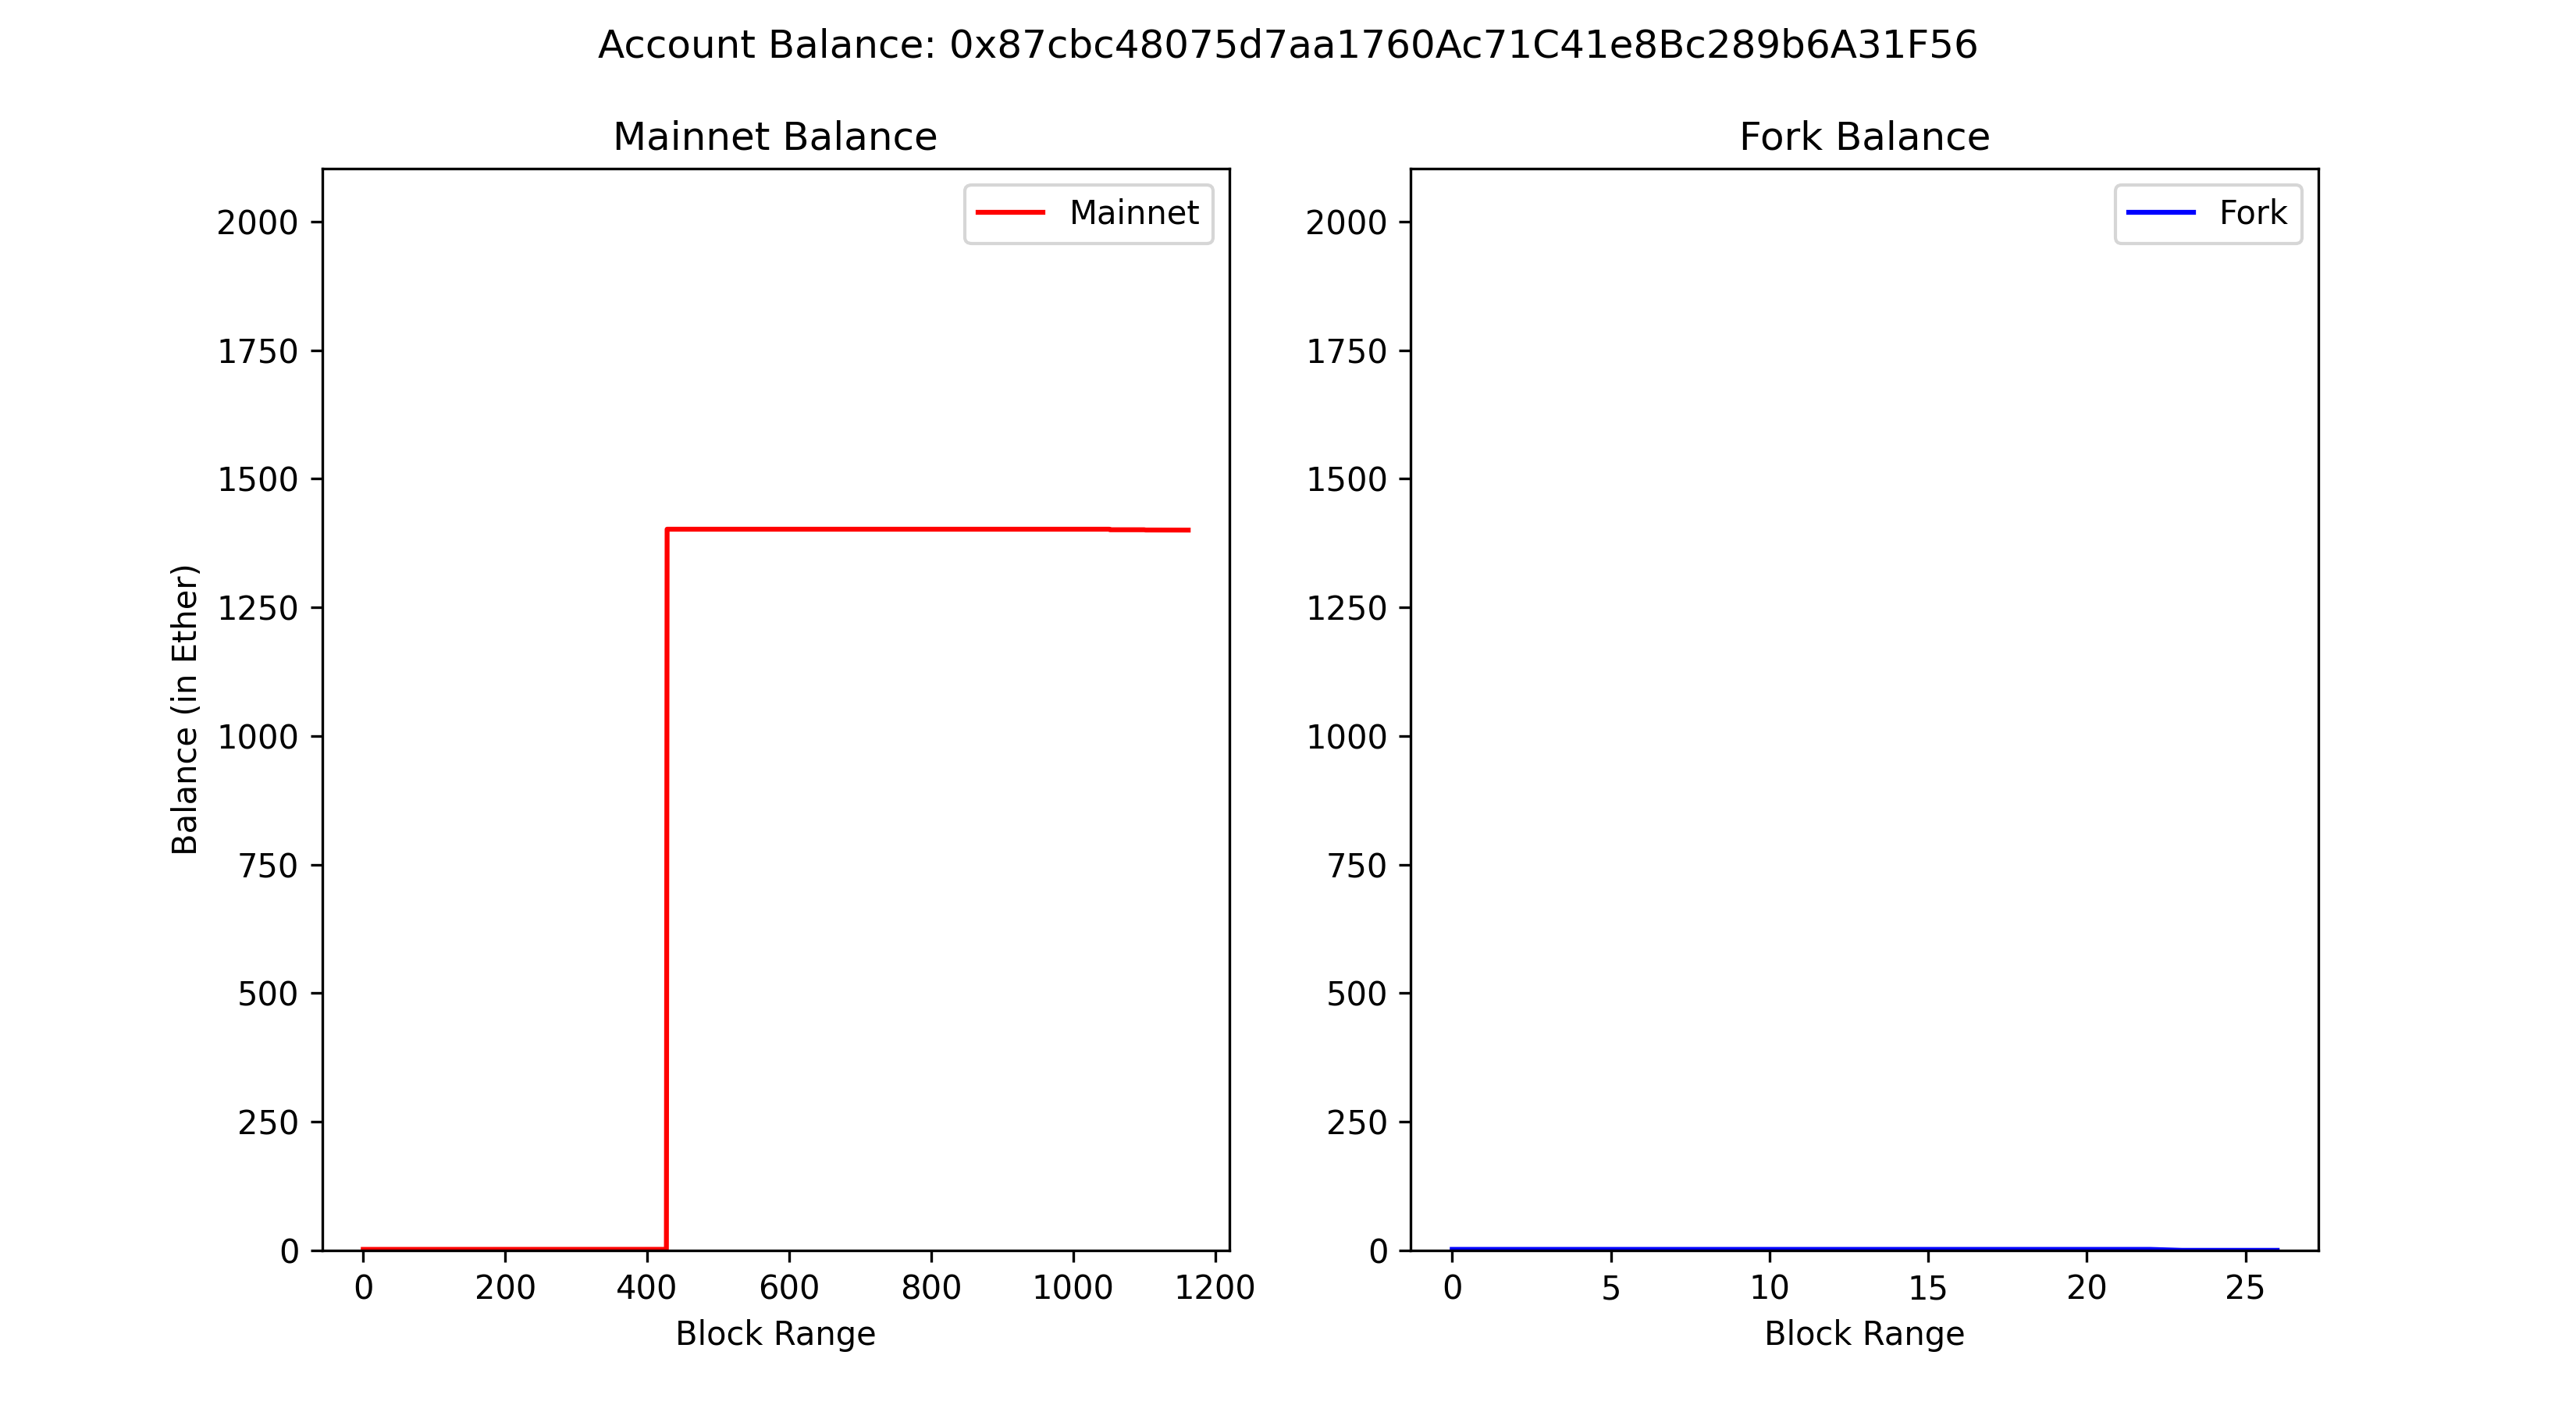 Account Balance: 0x87cbc48075d7aa1760Ac71C41e8Bc289b6A31F56
Mainnet Balance
Mainnet
2000
1750
1500
1250
1000
750
500
250
0
Balance (in Ether)
0 200 400 600 800 1000 1200
Block Range
Fork Balance
Fork
2000
1750
1500
1250
1000
750
500
250
0
0 5 10 15 20 25
Block Range